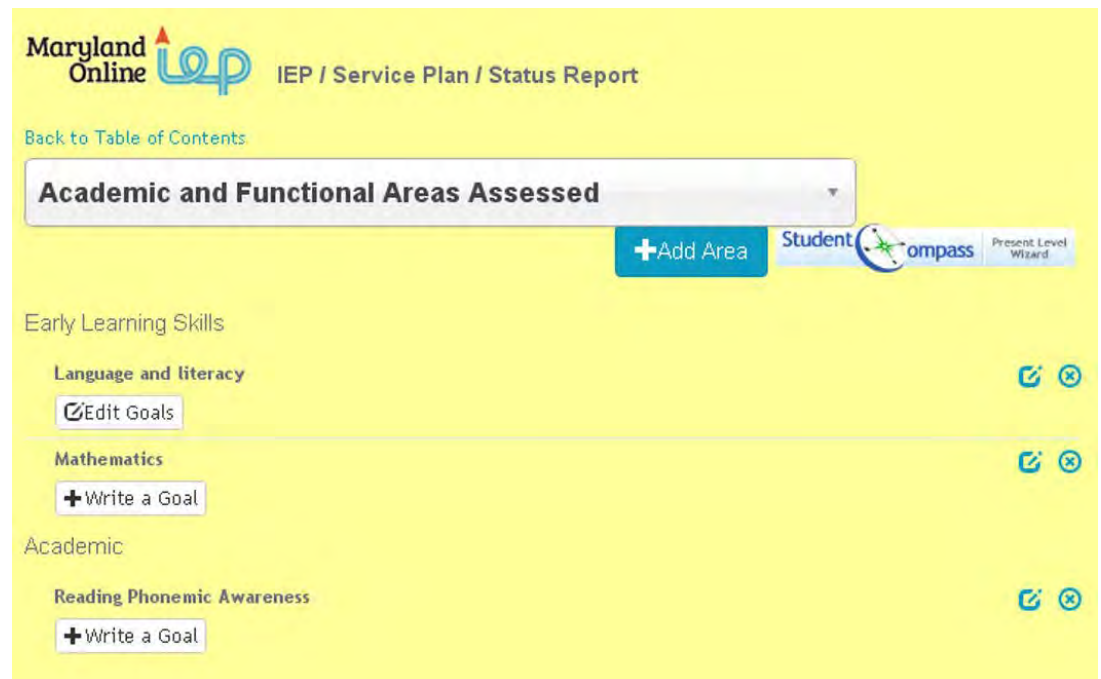 Maryland
Online iep IEP / Service Plan / Status Report
Back to Table of Contents
Academic and Functional Areas Assessed
Add Area Student Compass Present Level
Wizard
Early Learning Skills
Language and literacy
Edit Goals
Mathematics
Write a Goal
Academic
Reading Phonemic Awareness
Write a Goal